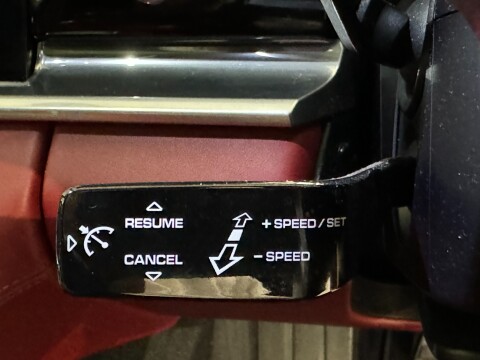 RESUME
+ SPEED / SET
CANCEL
- SPEED